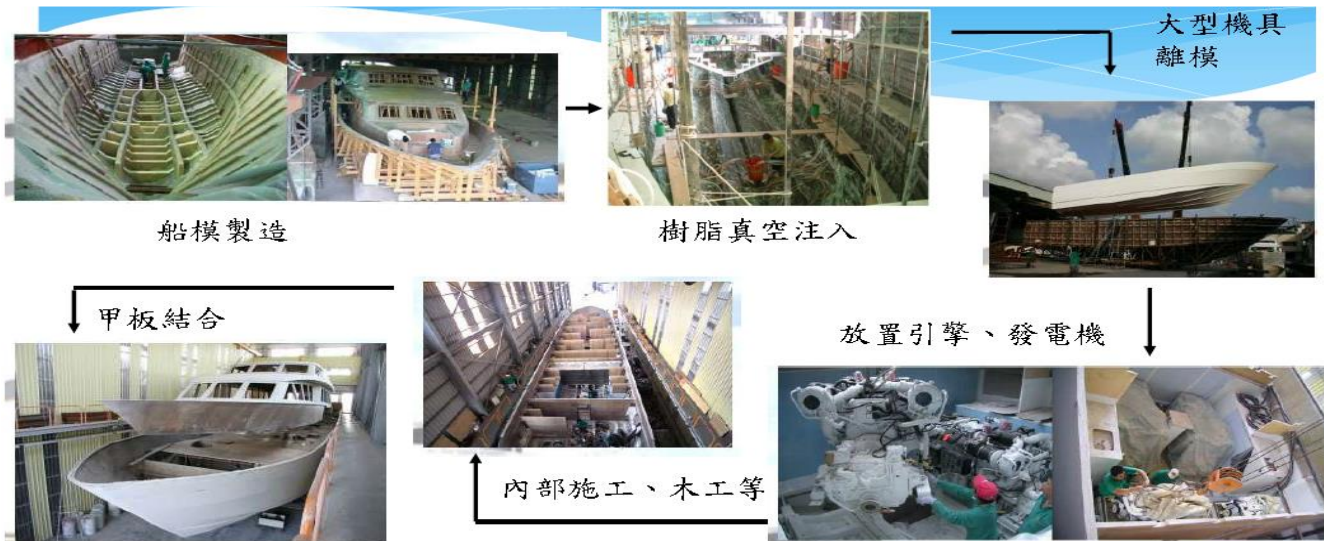 大型機具
離模
船模製造
樹脂真空注入
放置引擎、發電機
內部施工、木工等
甲板結合